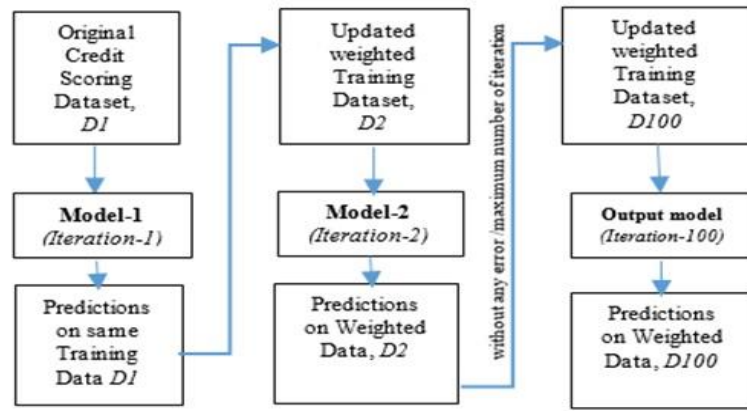 Original
Credit
Scoring
Dataset,
D1
Model-1
(Iteration-1)
Predictions
on same
Training
Data D1
Updated
weighted
Training
Dataset,
D2
Model-2
(Iteration-2)
Predictions
on Weighted
Data, D2
without any error/maximum number of iteration
Updated
weighted
Training
Dataset,
D100
Output model
(Iteration-100)
Predictions
on Weighted
Data, D100